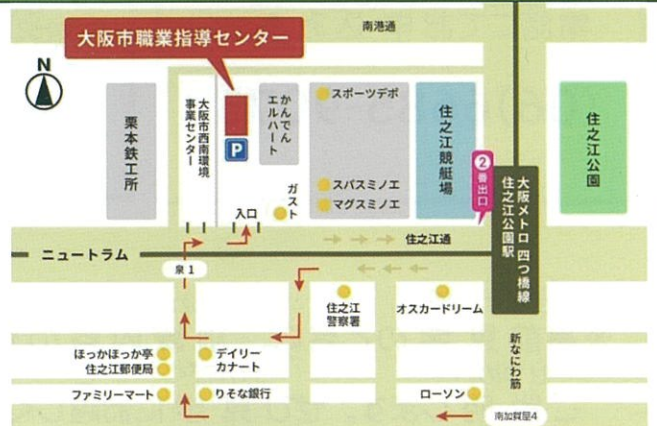 南港通
大阪市職業指導センター
N
栗本鉄工所
大阪市西南環境
事業センター
P
かんでん
エルハート
スポーツデポ
スパスミノエ
マグスミノエ
住之江競艇場
住之江公園
2
番出口
大阪メトロ 四つ橋線
住之江公園駅
ガスト
入口
住之江通
ニュートラム
泉1
住之江
警察署
オスカードリーム
新なにわ筋
ほっかほっか亭
住之江郵便局
デイリー
カナート
ファミリーマート
りそな銀行
ローソン
南加賀屋4